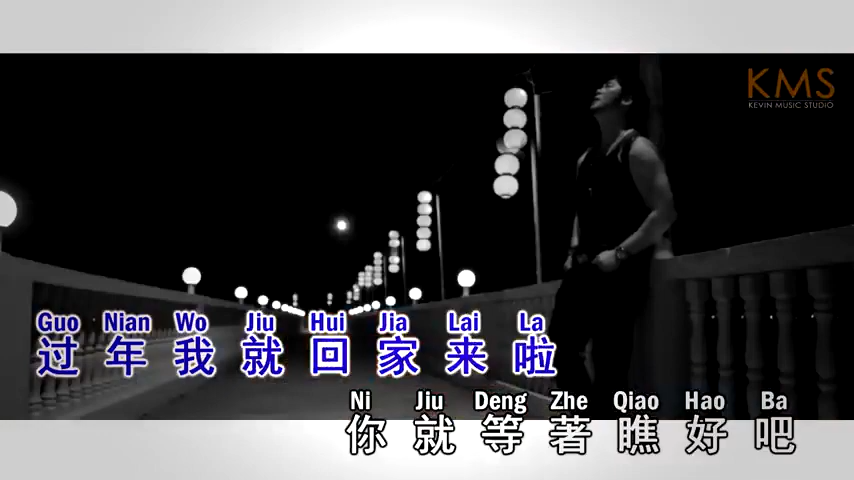 KMS
KEVIN MUSIC STUDIO
Guo Nian Wo Jiu Hui Jia Lai La
过年我就回家来啦
Ni Jiu Deng Zhe Qiao Hao Ba
你就等著瞧好吧